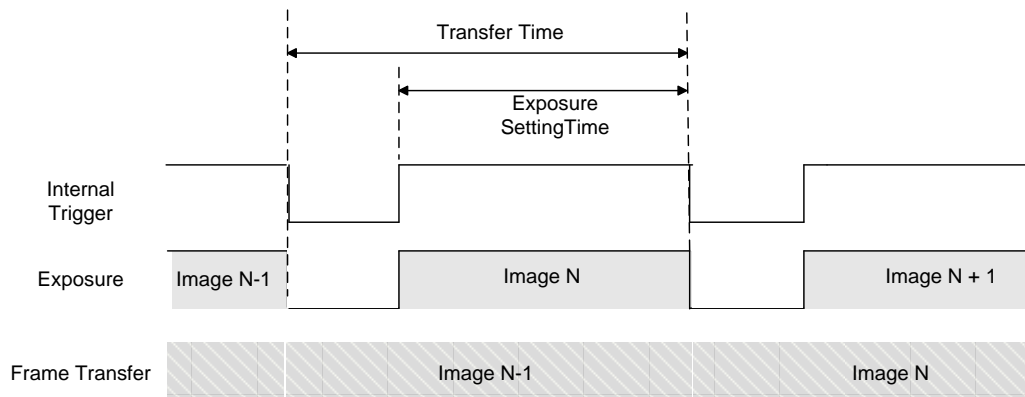 Transfer Time
Exposure
SettingTime
Internal
Trigger
Exposure
Image N-1
Image N
Image N + 1
Frame Transfer
Image N-1
Image N